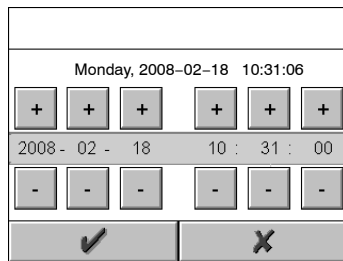 Monday, 2008-02-18 10:31:06
+ + + + + +
2008 - 02 - 18 10 : 31 : 00
- - - - - -